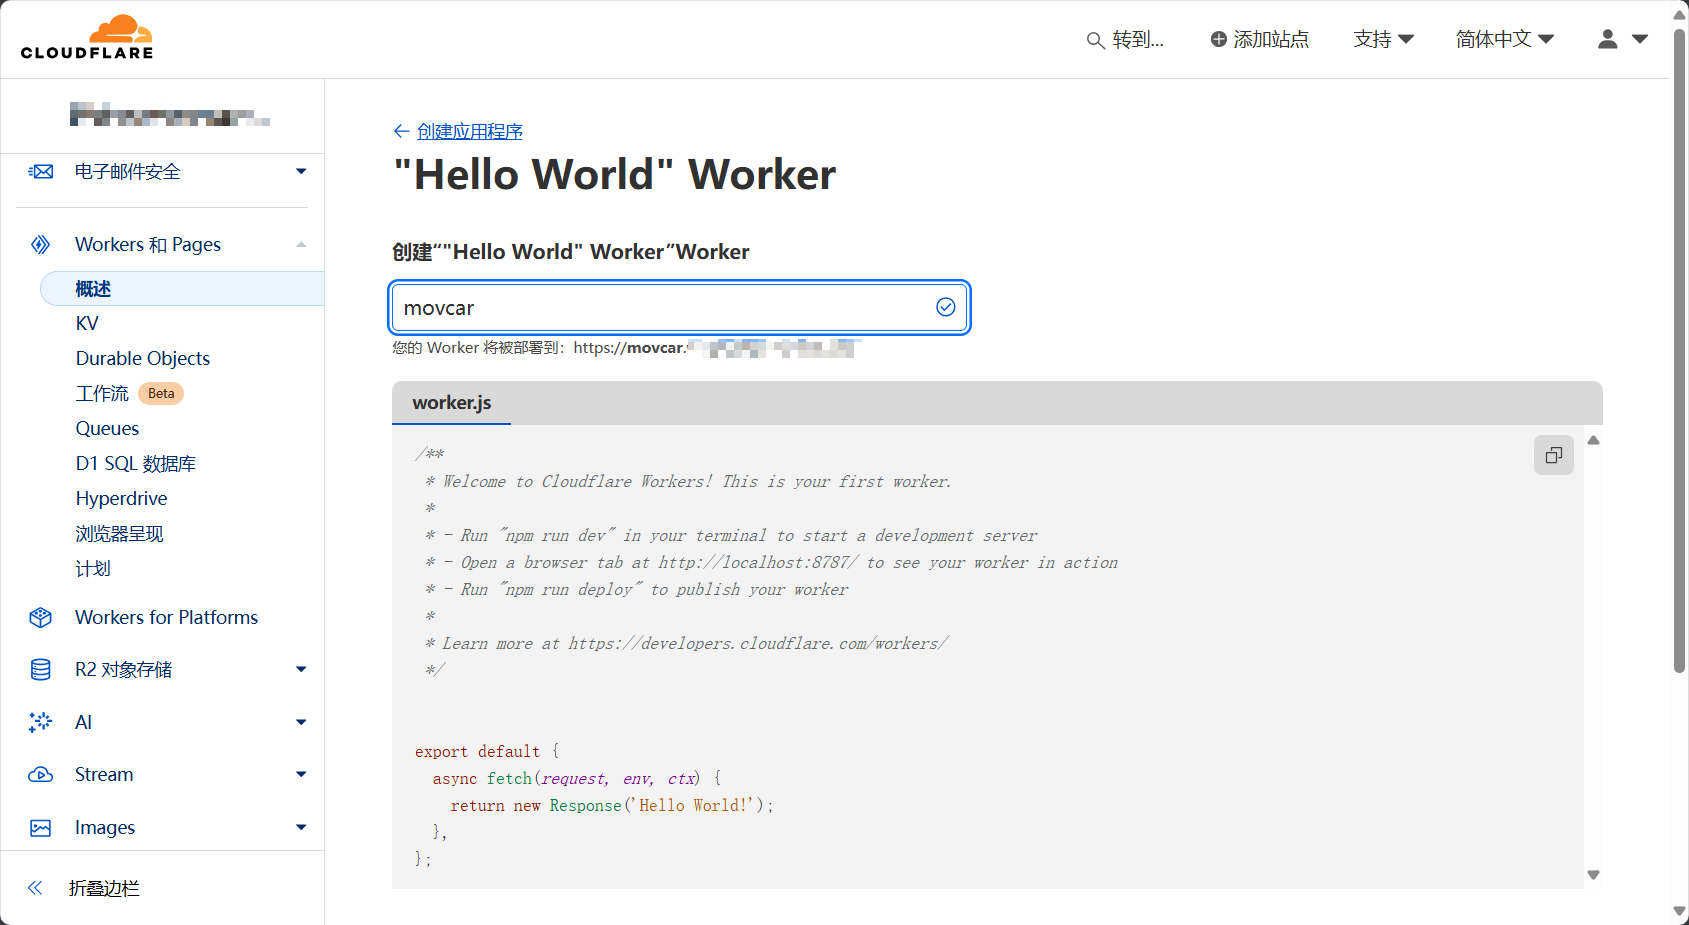 CLOUDFLARE
转到...
添加站点
支持
简体中文
电子邮件安全
Workers 和 Pages
概述
KV
Durable Objects
工作流 Beta
Queues
D1 SQL 数据库
Hyperdrive
浏览器呈现
计划
Workers for Platforms
R2 对象存储
AI
Stream
Images
折叠边栏
← 创建应用程序
"Hello World" Worker
创建“"Hello World" Worker”Worker
movcar
您的 Worker 将被部署到：https://movcar.
worker.js
/**
 * Welcome to Cloudflare Workers! This is your first worker.
 *
 * - Run "npm run dev" in your terminal to start a development server
 * - Open a browser tab at http://localhost:8787/ to see your worker in action
 * - Run "npm run deploy" to publish your worker
 *
 * Learn more at https://developers.cloudflare.com/workers/
 */
export default {
  async fetch(request, env, ctx) {
    return new Response('Hello World!');
  },
};